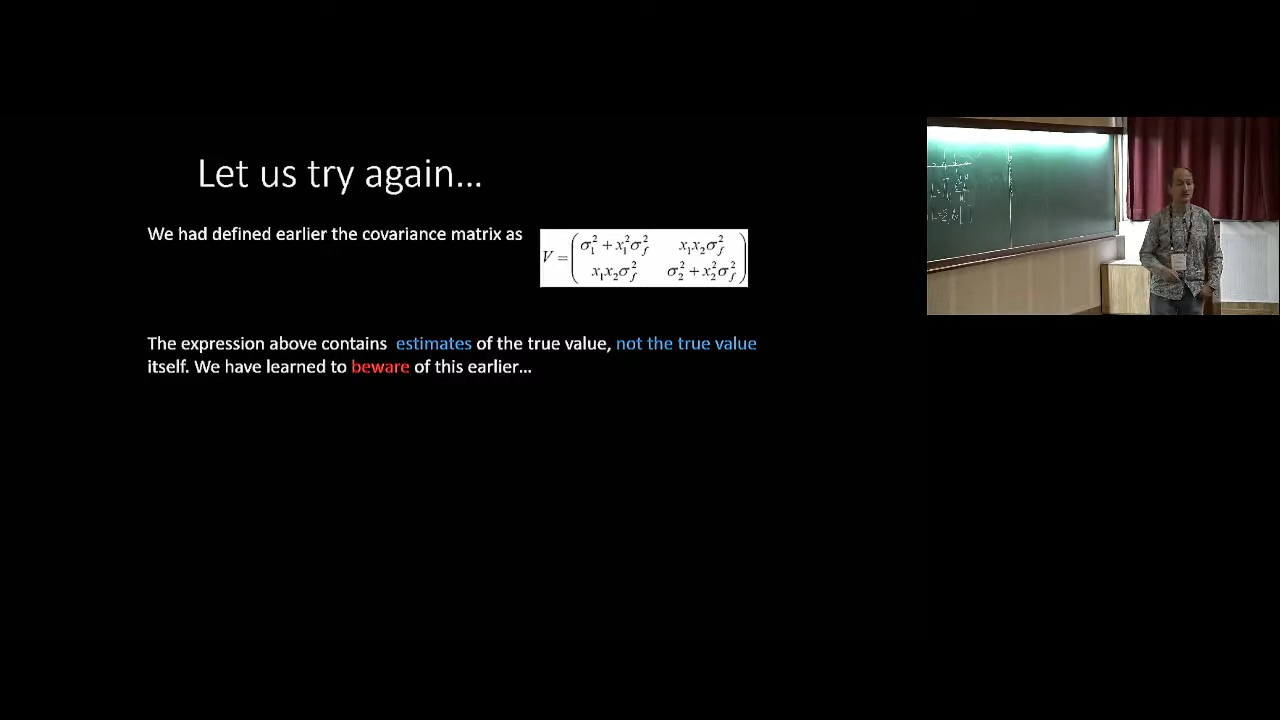 Let us try again...
We had defined earlier the covariance matrix as
V = ( σ₁² + x₁²σ_f²   x₁x₂σ_f²
x₁x₂σ_f²   σ₂² + x₂²σ_f² )
The expression above contains estimates of the true value, not the true value
itself. We have learned to beware of this earlier...